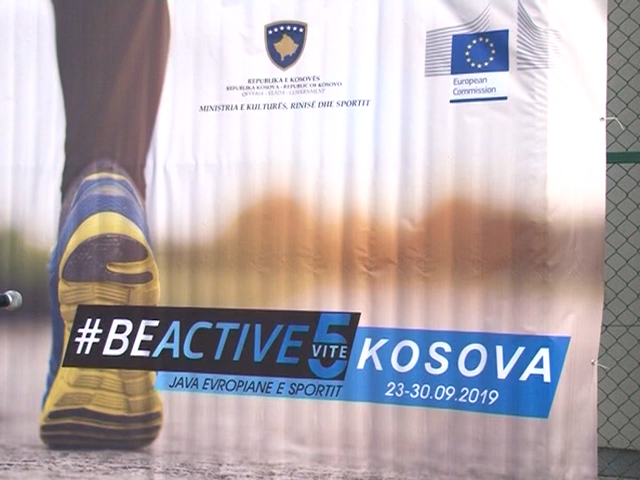 REPUBLIKA E KOSOVËS
REPUBLIKA KOSOVA - REPUBLIC OF KOSOVO
QEVERIA - VLADA - GOVERNMENT
MINISTRIA E KULTURËS, RINISË DHE SPORTIT
European
Commission
#BEACTIVE 5 VITE KOSOVA
JAVA EVROPIANE E SPORTIT 23-30.09.2019